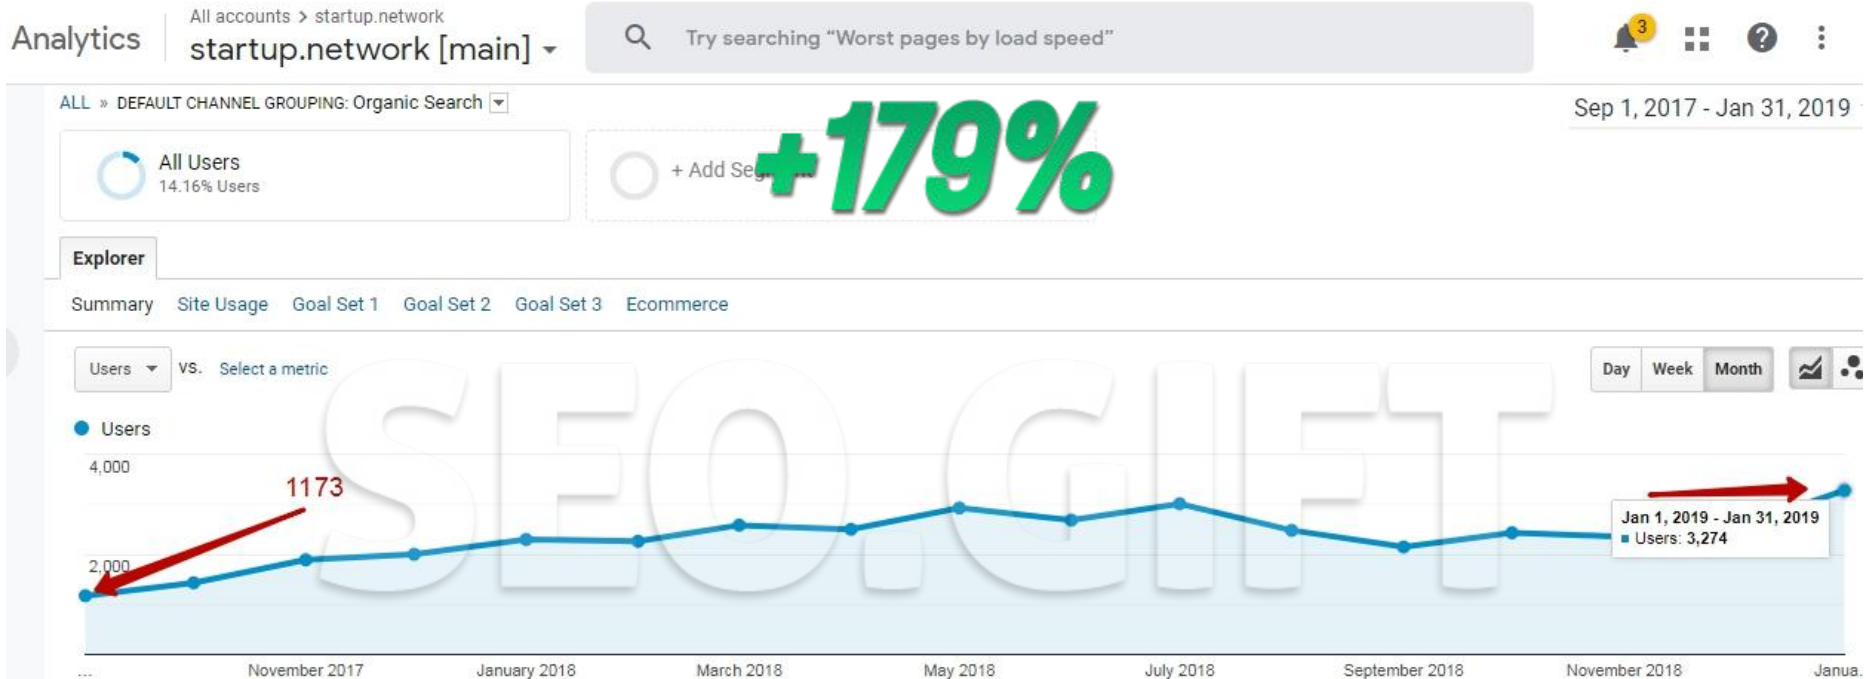 All accounts > startup.network
Analytics
startup.network [main]
Try searching “Worst pages by load speed”
3
ALL » DEFAULT CHANNEL GROUPING: Organic Search
Sep 1, 2017 - Jan 31, 2019
+179%
All Users
14.16% Users
+ Add Se
Explorer
Summary Site Usage Goal Set 1 Goal Set 2 Goal Set 3 Ecommerce
Users VS. Select a metric
Day Week Month
SEO.GIFT
Users
4,000
1173
2,000
Jan 1, 2019 - Jan 31, 2019
Users: 3,274
... November 2017 January 2018 March 2018 May 2018 July 2018 September 2018 November 2018 Janua...